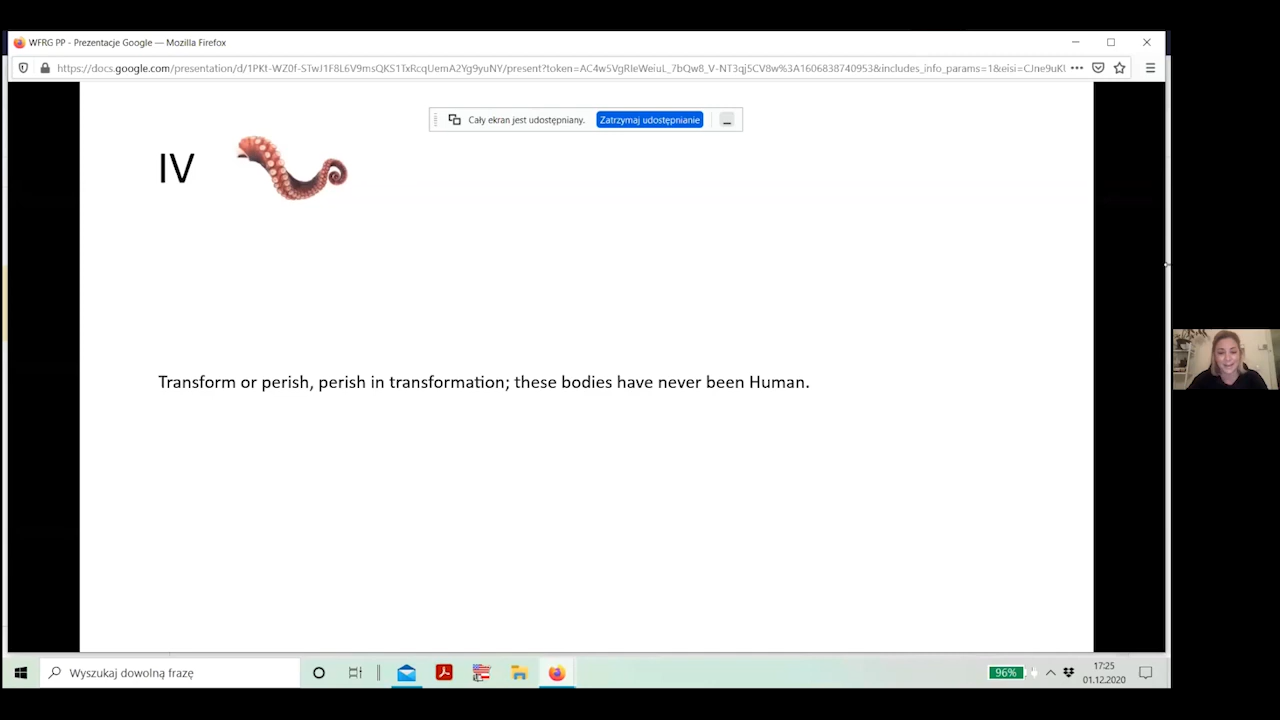 WFRG PP - Prezentacje Google — Mozilla Firefox
Cały ekran jest udostępniany. Zatrzymaj udostępnianie
IV
Transform or perish, perish in transformation; these bodies have never been Human.
Wyszukaj dowolną frazę
96%
17:25
01.12.2020